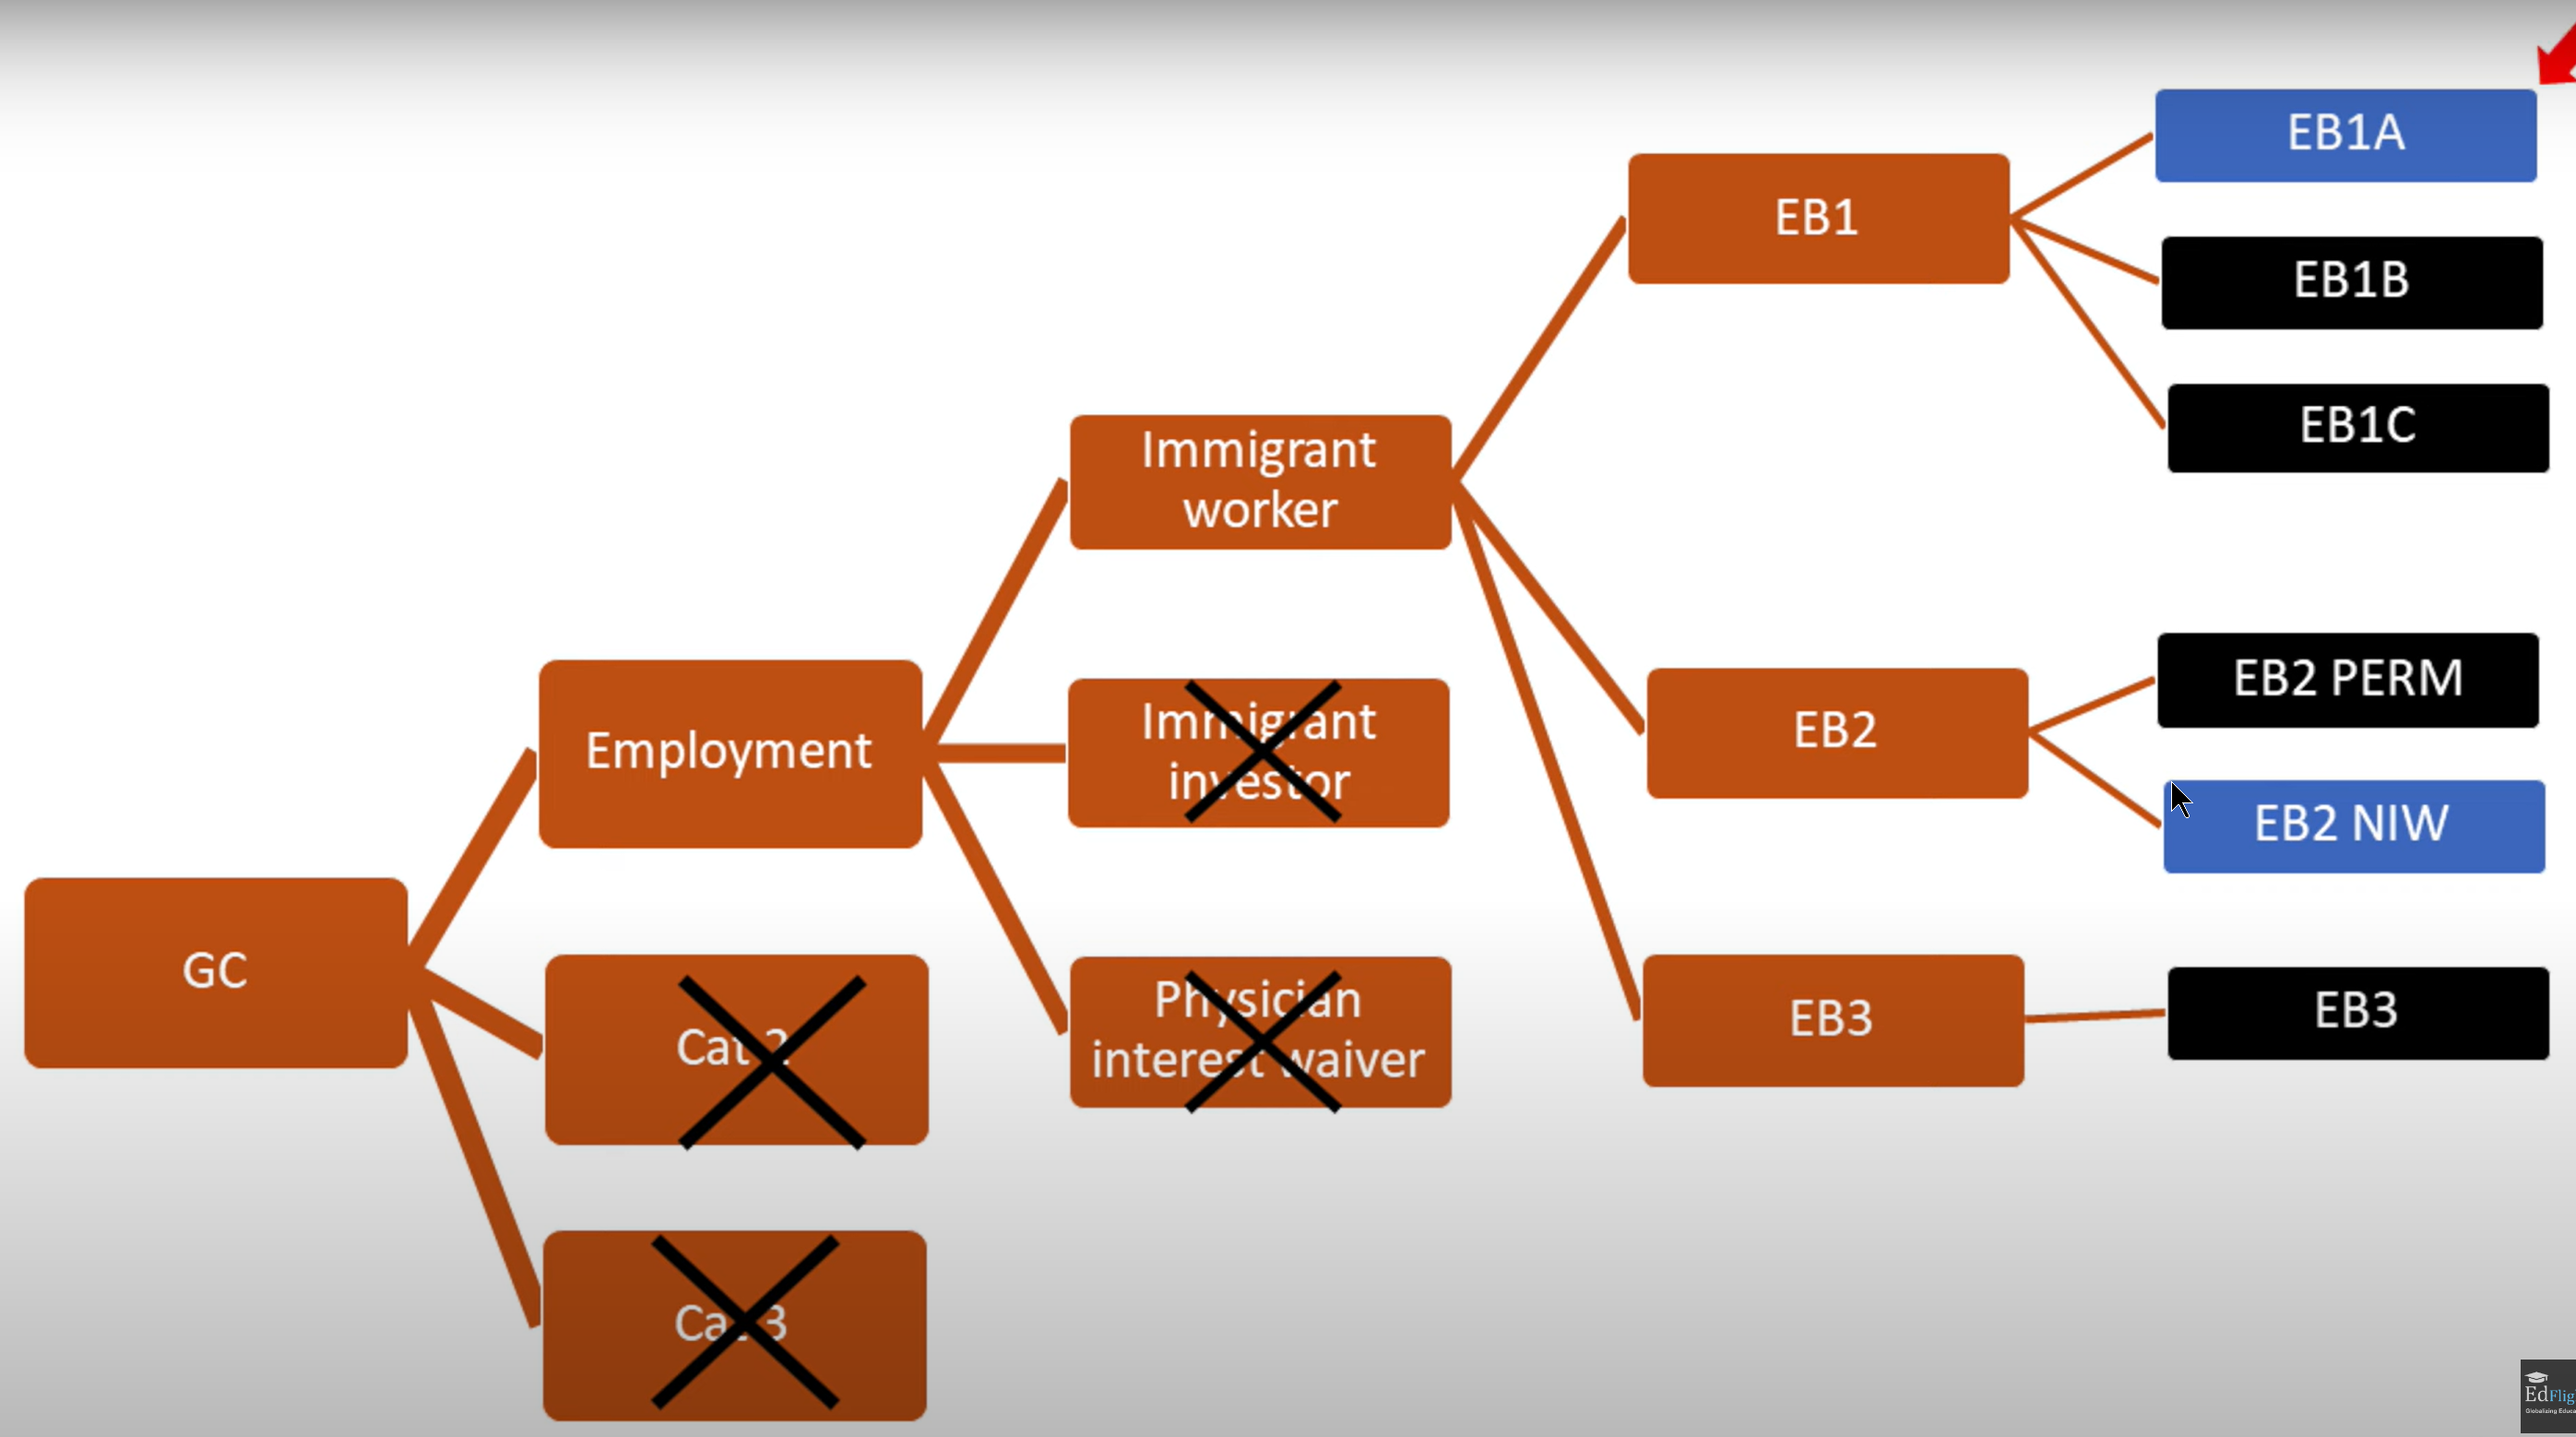 EB1A
EB1
EB1B
EB1C
Immigrant
worker
EB2 PERM
Employment
Immigrant
investor
EB2
EB2 NIW
GC
Physician
interest waiver
EB3
EB3
Cat 2
Cat 3